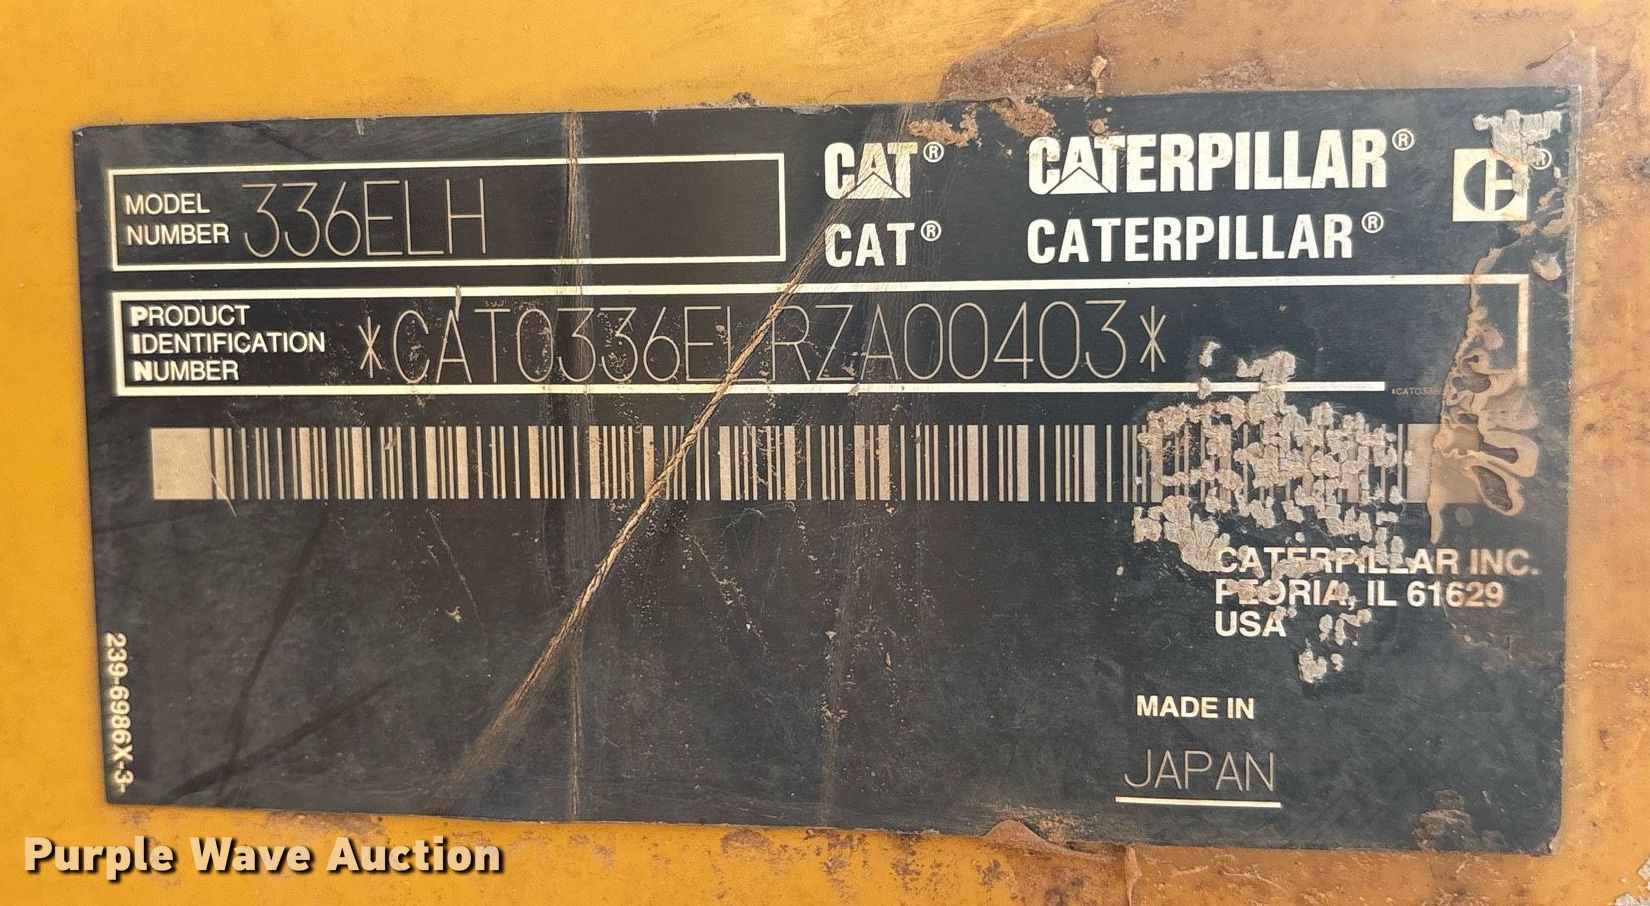 MODEL NUMBER 336ELH
CAT® CATERPILLAR®
CAT® CATERPILLAR®
PRODUCT IDENTIFICATION NUMBER *CAT0336ELRZA00403*
CATERPILLAR INC.
PEORIA, IL 61629
USA
MADE IN
JAPAN
239-6986X-3-
Purple Wave Auction